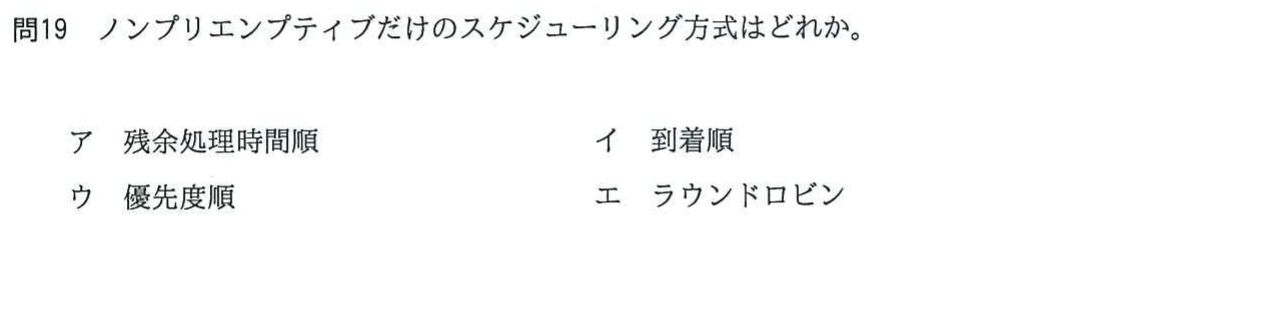 問19　ノンプリエンプティブだけのスケジューリング方式はどれか。
ア　残余処理時間順　イ　到着順
ウ　優先度順　エ　ラウンドロビン